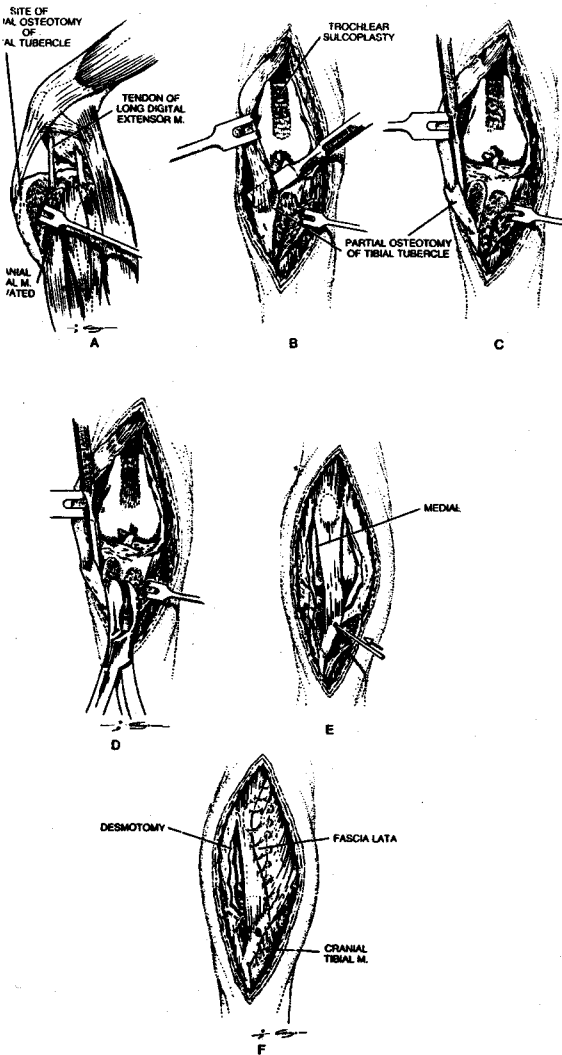 SITE OF
OSTEOTOMY
OF
TUBERCLE
TENDON OF
LONG DIGITAL
EXTENSOR M.
AL M.
A
TROCHLEAR
SULCOPLASTY
PARTIAL OSTEOTOMY
OF TIBIAL TUBERCLE
B
C
D
MEDIAL
E
DESMOTOMY
FASCIA LATA
CRANIAL
TIBIAL M.
F